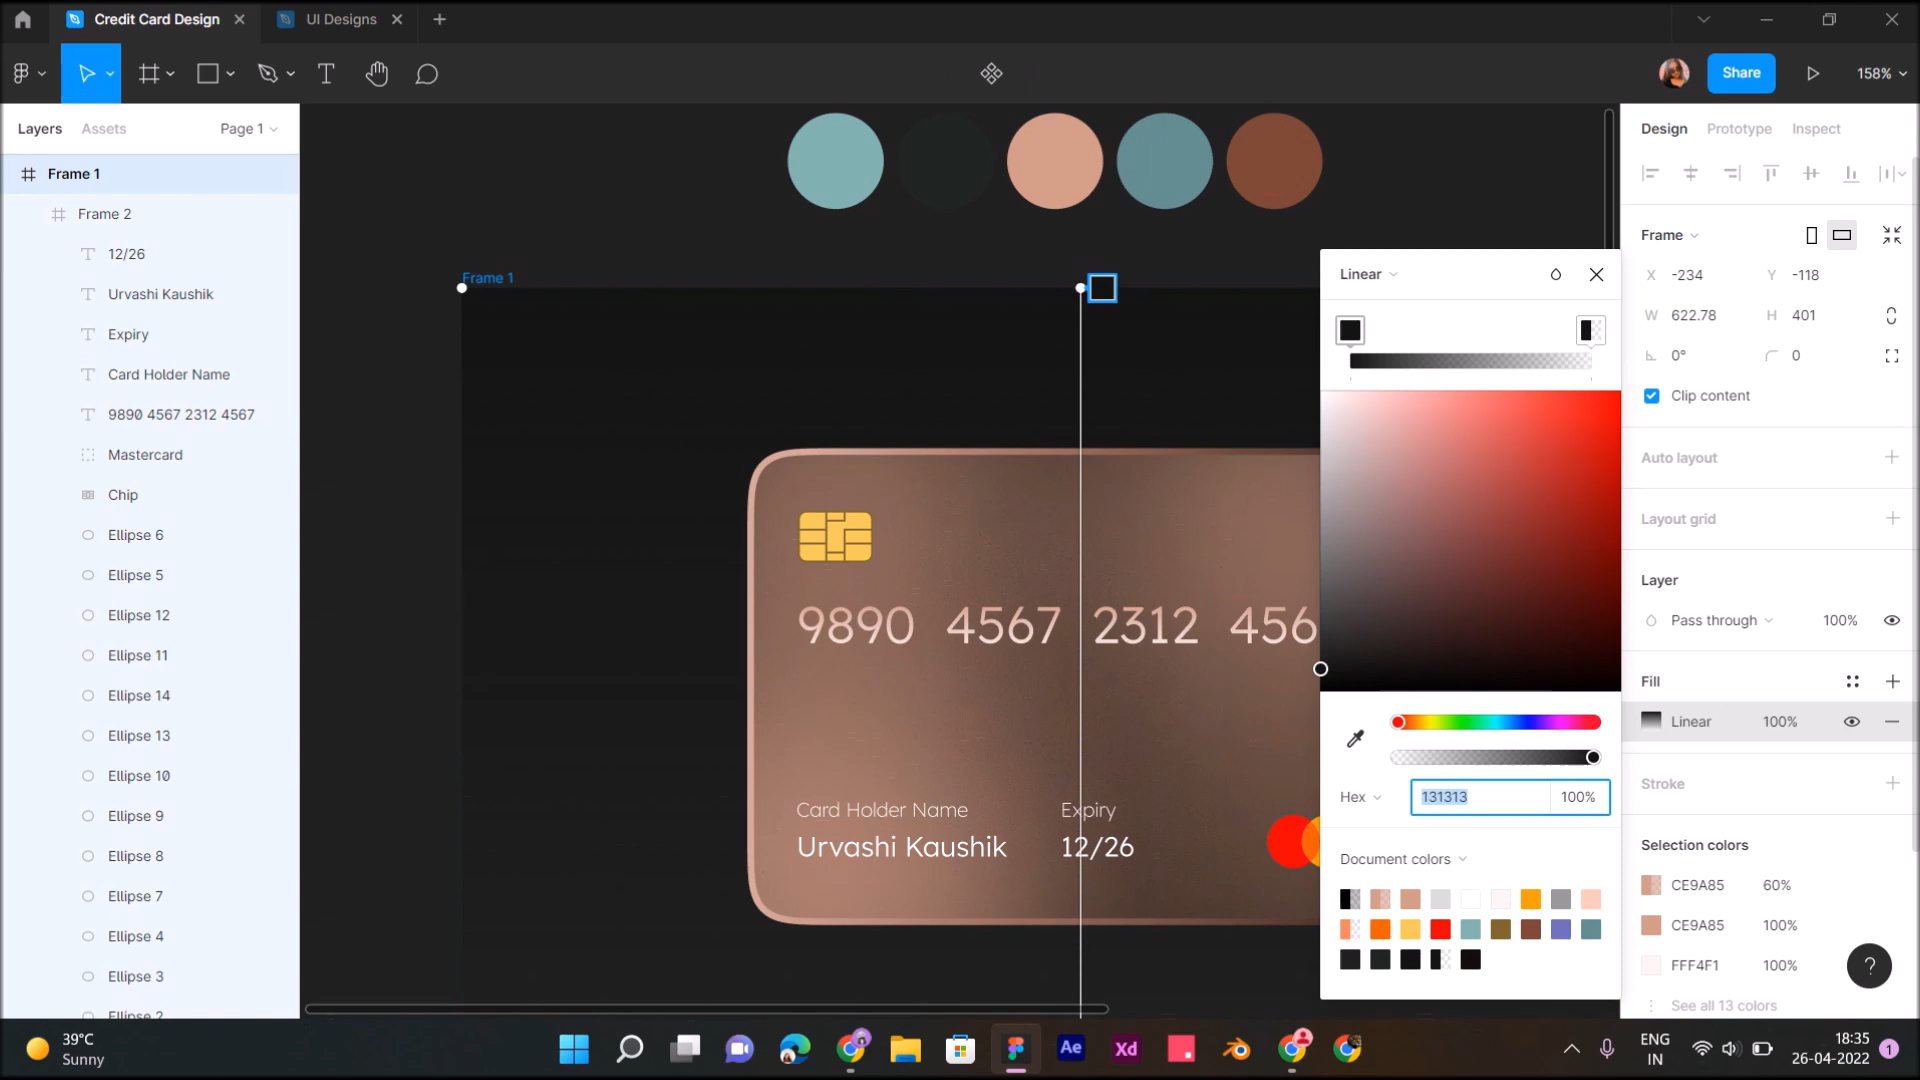 Credit Card Design
UI Designs
Share
158%
Layers
Assets
Page 1
Frame 1
Frame 2
12/26
Urvashi Kaushik
Expiry
Card Holder Name
9890 4567 2312 4567
Mastercard
Chip
Ellipse 6
Ellipse 5
Ellipse 12
Ellipse 11
Ellipse 14
Ellipse 13
Ellipse 10
Ellipse 9
Ellipse 8
Ellipse 7
Ellipse 4
Ellipse 3
Ellipse 2
Frame 1
9890 4567 2312 456
Card Holder Name
Expiry
Urvashi Kaushik
12/26
Linear
Hex
131313
100%
Document colors
Design
Prototype
Inspect
Frame
X -234
Y -118
W 622.78
H 401
0°
0
Clip content
Auto layout
Layout grid
Layer
Pass through
100%
Fill
Linear
100%
Stroke
Selection colors
CE9A85
60%
CE9A85
100%
FFF4F1
100%
See all 13 colors
?
39°C
Sunny
Ae
Xd
ENG
IN
18:35
26-04-2022
1